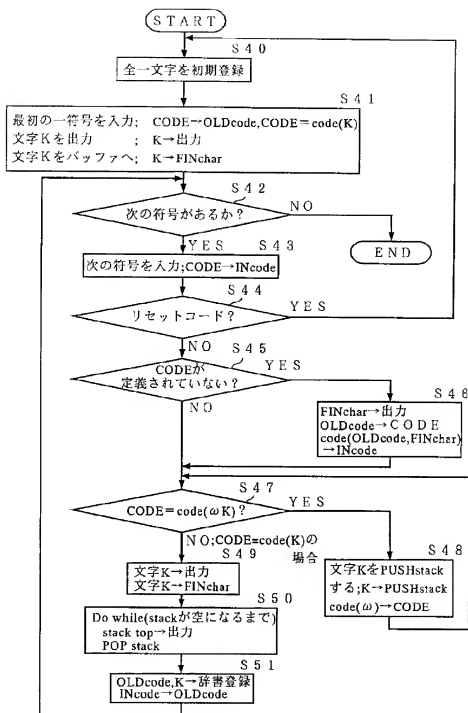 START
S40
全一文字を初期登録
S41
最初の一符号を入力; CODE→OLDcode,CODE=code(K)
文字Kを出力 ; K→出力
文字Kをバッファへ; K→FINchar
S42
次の符号があるか?
NO
END
YES
S43
次の符号を入力;CODE→INcode
S44
リセットコード?
YES
NO
S45
CODEが
定義されていない?
YES
NO
S46
FINchar→出力
OLDcode→CODE
code(OLDcode,FINchar)
→INcode
S47
CODE=code(ωK)?
YES
NO;CODE=code(K)の
場合
S48
文字KをPUSHstack
する;K→PUSHstack
code(ω)→CODE
S49
文字K→出力
文字K→FINchar
S50
Do while(stackが空になるまで)
stack top→出力
POP stack
S51
OLDcode,K→辞書登録
INcode→OLDcode